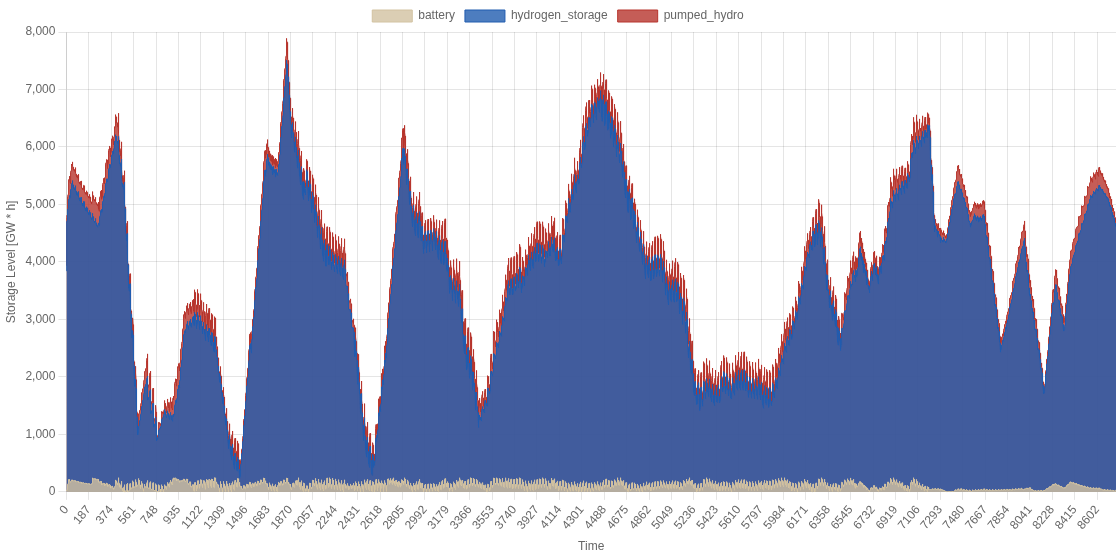 battery hydrogen_storage pumped_hydro
Storage Level [GW * h]
8,000
7,000
6,000
5,000
4,000
3,000
2,000
1,000
0
0 187 374 561 748 935 1122 1309 1496 1683 1870 2057 2244 2431 2618 2805 2992 3179 3366 3553 3740 3927 4114 4301 4488 4675 4862 5049 5236 5423 5610 5797 5984 6171 6358 6545 6732 6919 7106 7293 7480 7667 7854 8041 8228 8415 8602
Time